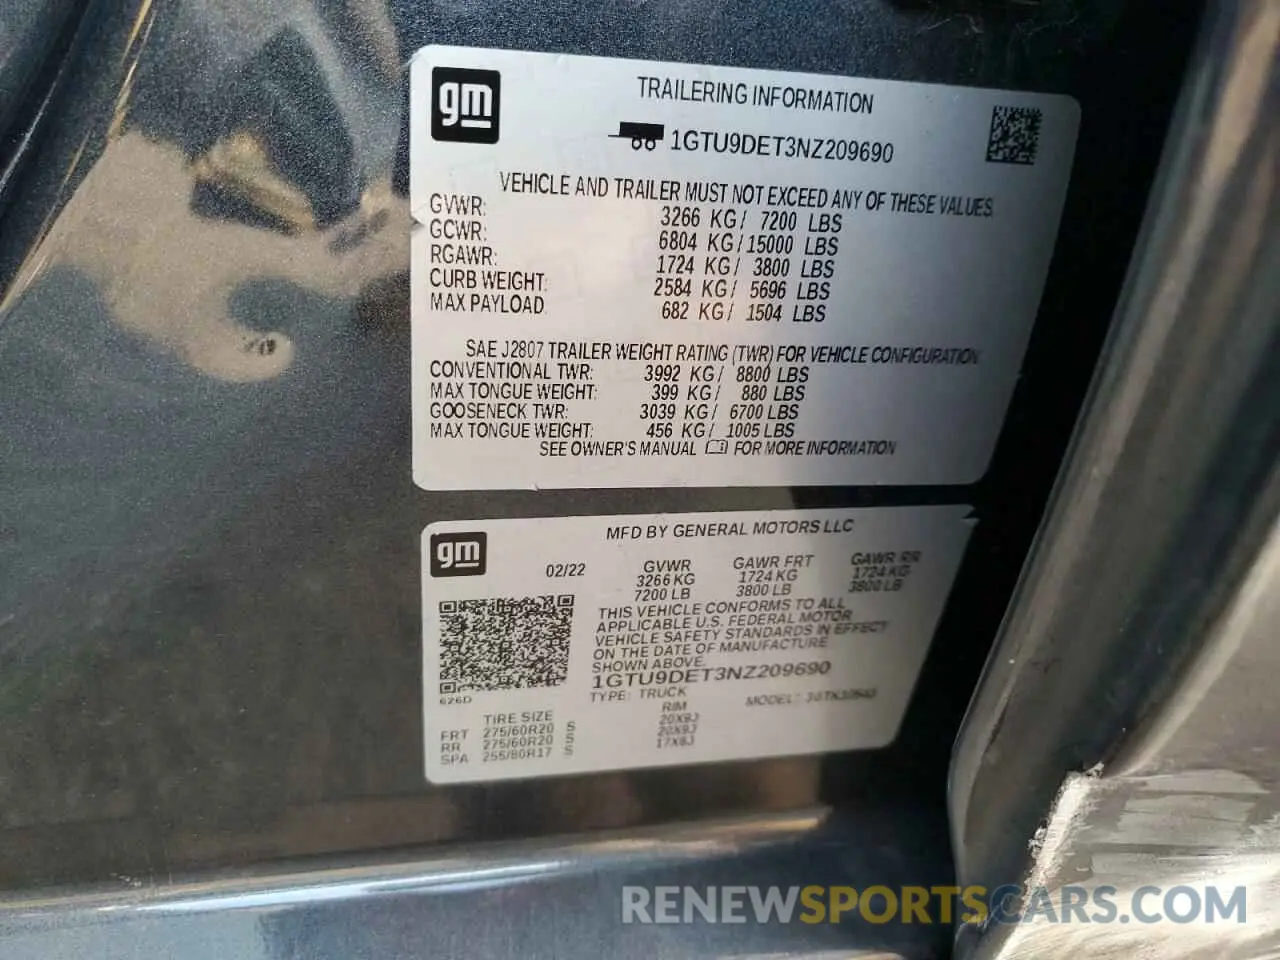 gm
TRAILERING INFORMATION
1GTU9DET3NZ209690
VEHICLE AND TRAILER MUST NOT EXCEED ANY OF THESE VALUES.
GVWR: 3266 KG/ 7200 LBS
GCWR: 6804 KG/15000 LBS
RGAWR: 1724 KG/ 3800 LBS
CURB WEIGHT: 2584 KG/ 5696 LBS
MAX PAYLOAD: 682 KG/ 1504 LBS
SAE J2807 TRAILER WEIGHT RATING (TWR) FOR VEHICLE CONFIGURATION
CONVENTIONAL TWR: 3992 KG/ 8800 LBS
MAX TONGUE WEIGHT: 399 KG/ 880 LBS
GOOSENECK TWR: 3039 KG/ 6700 LBS
MAX TONGUE WEIGHT: 456 KG/ 1005 LBS
SEE OWNER'S MANUAL FOR MORE INFORMATION
gm
MFD BY GENERAL MOTORS LLC
02/22 GVWR GAWR FRT GAWR RR
3266 KG 1724 KG 1724 KG
7200 LB 3800 LB 3800 LB
THIS VEHICLE CONFORMS TO ALL
APPLICABLE U.S. FEDERAL MOTOR
VEHICLE SAFETY STANDARDS IN EFFECT
ON THE DATE OF MANUFACTURE
SHOWN ABOVE.
1GTU9DET3NZ209690
626D
TYPE: TRUCK MODEL:
TIRE SIZE RIM
FRT 275/60R20 S 20X9J
RR 275/60R20 S 20X9J
SPA 255/80R17 S 17X8J
RENEWSPORTSCARS.COM